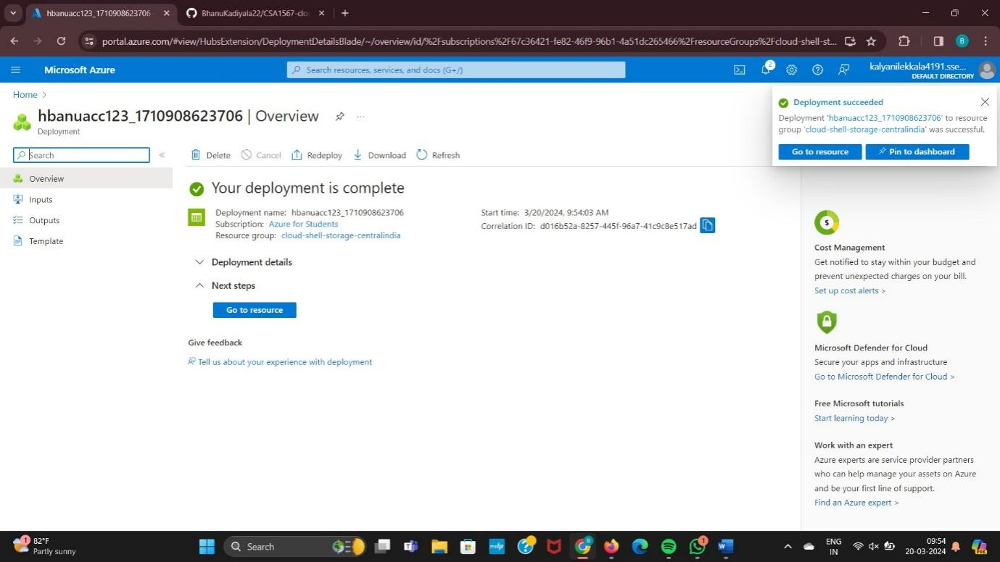 hbanuacc123_1710908623706 -
BhanuKadiyala22/CSA1567-clo
portal.azure.com/#view/HubsExtension/DeploymentDetailsBlade/~/overview/id/%2Fsubscriptions%2F67c36421-fe82-46f9-96b1-4a51dc265466%2FresourceGroups%2Fcloud-shell-st...
B
Microsoft Azure
Search resources, services, and docs (G+/)
2
kalyanilekkala4191.sse...
DEFAULT DIRECTORY
Home >
hbanuacc123_1710908623706 | Overview
...
Deployment
Deployment succeeded
Deployment 'hbanuacc123_1710908623706' to resource
group 'cloud-shell-storage-centralindia' was successful.
Go to resource
Pin to dashboard
Search
«
Delete
Cancel
Redeploy
Download
Refresh
Overview
Inputs
Outputs
Template
Your deployment is complete
Deployment name: hbanuacc123_1710908623706
Subscription: Azure for Students
Resource group: cloud-shell-storage-centralindia
Start time: 3/20/2024, 9:54:03 AM
Correlation ID: d016b52a-8257-445f-96a7-41c9c8e517ad
Deployment details
Next steps
Go to resource
Give feedback
Tell us about your experience with deployment
$
Cost Management
Get notified to stay within your budget and
prevent unexpected charges on your bill.
Set up cost alerts >
Microsoft Defender for Cloud
Secure your apps and infrastructure
Go to Microsoft Defender for Cloud >
Free Microsoft tutorials
Start learning today >
Work with an expert
Azure experts are service provider partners
who can help manage your assets on Azure
and be your first line of support.
Find an Azure expert >
1
82°F
Partly sunny
Search
1
ENG
IN
09:54
20-03-2024
PRE